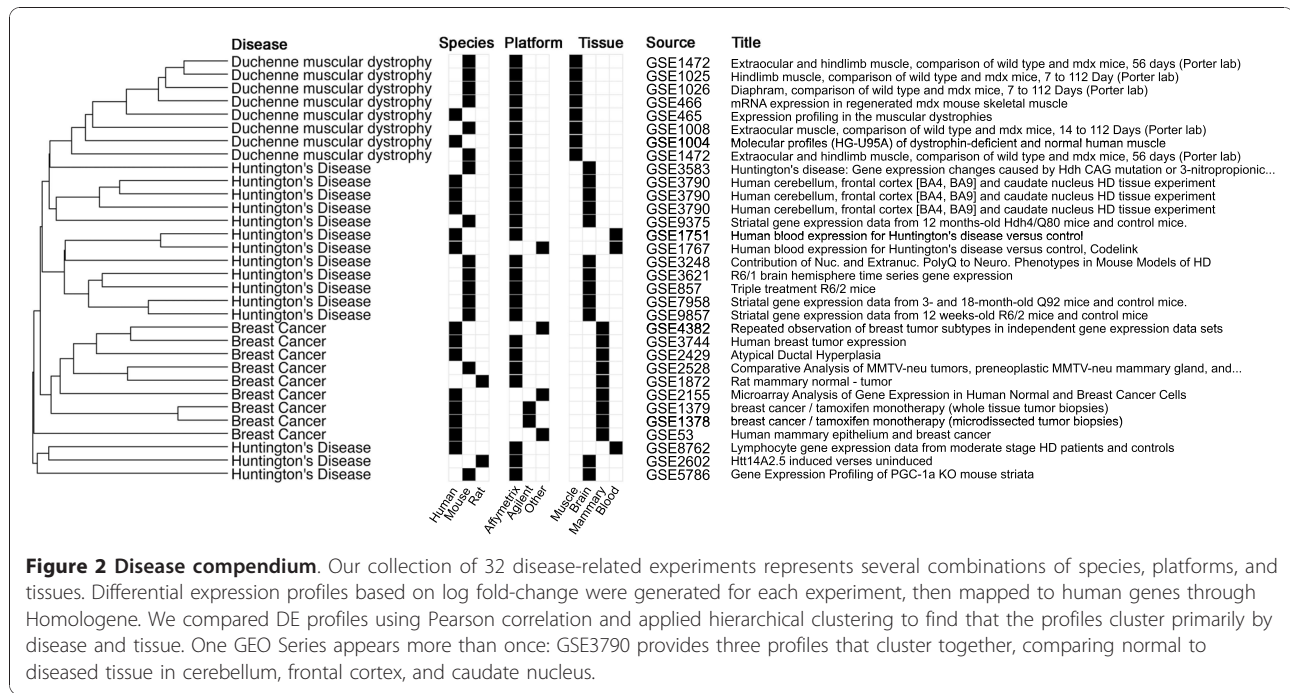 Disease Species Platform Tissue Source Title
Duchenne muscular dystrophy GSE1472 Extraocular and hindlimb muscle, comparison of wild type and mdx mice, 56 days (Porter lab)
Duchenne muscular dystrophy GSE1025 Hindlimb muscle, comparison of wild type and mdx mice, 7 to 112 Day (Porter lab)
Duchenne muscular dystrophy GSE1026 Diaphram, comparison of wild type and mdx mice, 7 to 112 Days (Porter lab)
Duchenne muscular dystrophy GSE466 mRNA expression in regenerated mdx mouse skeletal muscle
Duchenne muscular dystrophy GSE465 Expression profiling in the muscular dystrophies
Duchenne muscular dystrophy GSE1008 Extraocular muscle, comparison of wild type and mdx mice, 14 to 112 Days (Porter lab)
Duchenne muscular dystrophy GSE1004 Molecular profiles (HG-U95A) of dystrophin-deficient and normal human muscle
Duchenne muscular dystrophy GSE1472 Extraocular and hindlimb muscle, comparison of wild type and mdx mice, 56 days (Porter lab)
Huntington's Disease GSE3583 Huntington's disease: Gene expression changes caused by Hdh CAG mutation or 3-nitropropionic...
Huntington's Disease GSE3790 Human cerebellum, frontal cortex [BA4, BA9] and caudate nucleus HD tissue experiment
Huntington's Disease GSE3790 Human cerebellum, frontal cortex [BA4, BA9] and caudate nucleus HD tissue experiment
Huntington's Disease GSE3790 Human cerebellum, frontal cortex [BA4, BA9] and caudate nucleus HD tissue experiment
Huntington's Disease GSE9375 Striatal gene expression data from 12 months-old Hdh4/Q80 mice and control mice.
Huntington's Disease GSE1751 Human blood expression for Huntington's disease versus control
Huntington's Disease GSE1767 Human blood expression for Huntington's disease versus control, Codelink
Huntington's Disease GSE3248 Contribution of Nuc. and Extranuc. PolyQ to Neuro. Phenotypes in Mouse Models of HD
Huntington's Disease GSE3621 R6/1 brain hemisphere time series gene expression
Huntington's Disease GSE857 Triple treatment R6/2 mice
Huntington's Disease GSE7958 Striatal gene expression data from 3- and 18-month-old Q92 mice and control mice.
Huntington's Disease GSE9857 Striatal gene expression data from 12 weeks-old R6/2 mice and control mice
Breast Cancer GSE4382 Repeated observation of breast tumor subtypes in independent gene expression data sets
Breast Cancer GSE3744 Human breast tumor expression
Breast Cancer GSE2429 Atypical Ductal Hyperplasia
Breast Cancer GSE2528 Comparative Analysis of MMTV-neu tumors, preneoplastic MMTV-neu mammary gland, and...
Breast Cancer GSE1872 Rat mammary normal - tumor
Breast Cancer GSE2155 Microarray Analysis of Gene Expression in Human Normal and Breast Cancer Cells
Breast Cancer GSE1379 breast cancer / tamoxifen monotherapy (whole tissue tumor biopsies)
Breast Cancer GSE1378 breast cancer / tamoxifen monotherapy (microdissected tumor biopsies)
Breast Cancer GSE53 Human mammary epithelium and breast cancer
Huntington's Disease GSE8762 Lymphocyte gene expression data from moderate stage HD patients and controls
Huntington's Disease GSE2602 Htt14A2.5 induced verses uninduced
Huntington's Disease GSE5786 Gene Expression Profiling of PGC-1a KO mouse striata
Human Mouse Rat Affymetrix Agilent Other Muscle Brain Mammary Blood
Figure 2 Disease compendium. Our collection of 32 disease-related experiments represents several combinations of species, platforms, and
tissues. Differential expression profiles based on log fold-change were generated for each experiment, then mapped to human genes through
Homologene. We compared DE profiles using Pearson correlation and applied hierarchical clustering to find that the profiles cluster primarily by
disease and tissue. One GEO Series appears more than once: GSE3790 provides three profiles that cluster together, comparing normal to
diseased tissue in cerebellum, frontal cortex, and caudate nucleus.